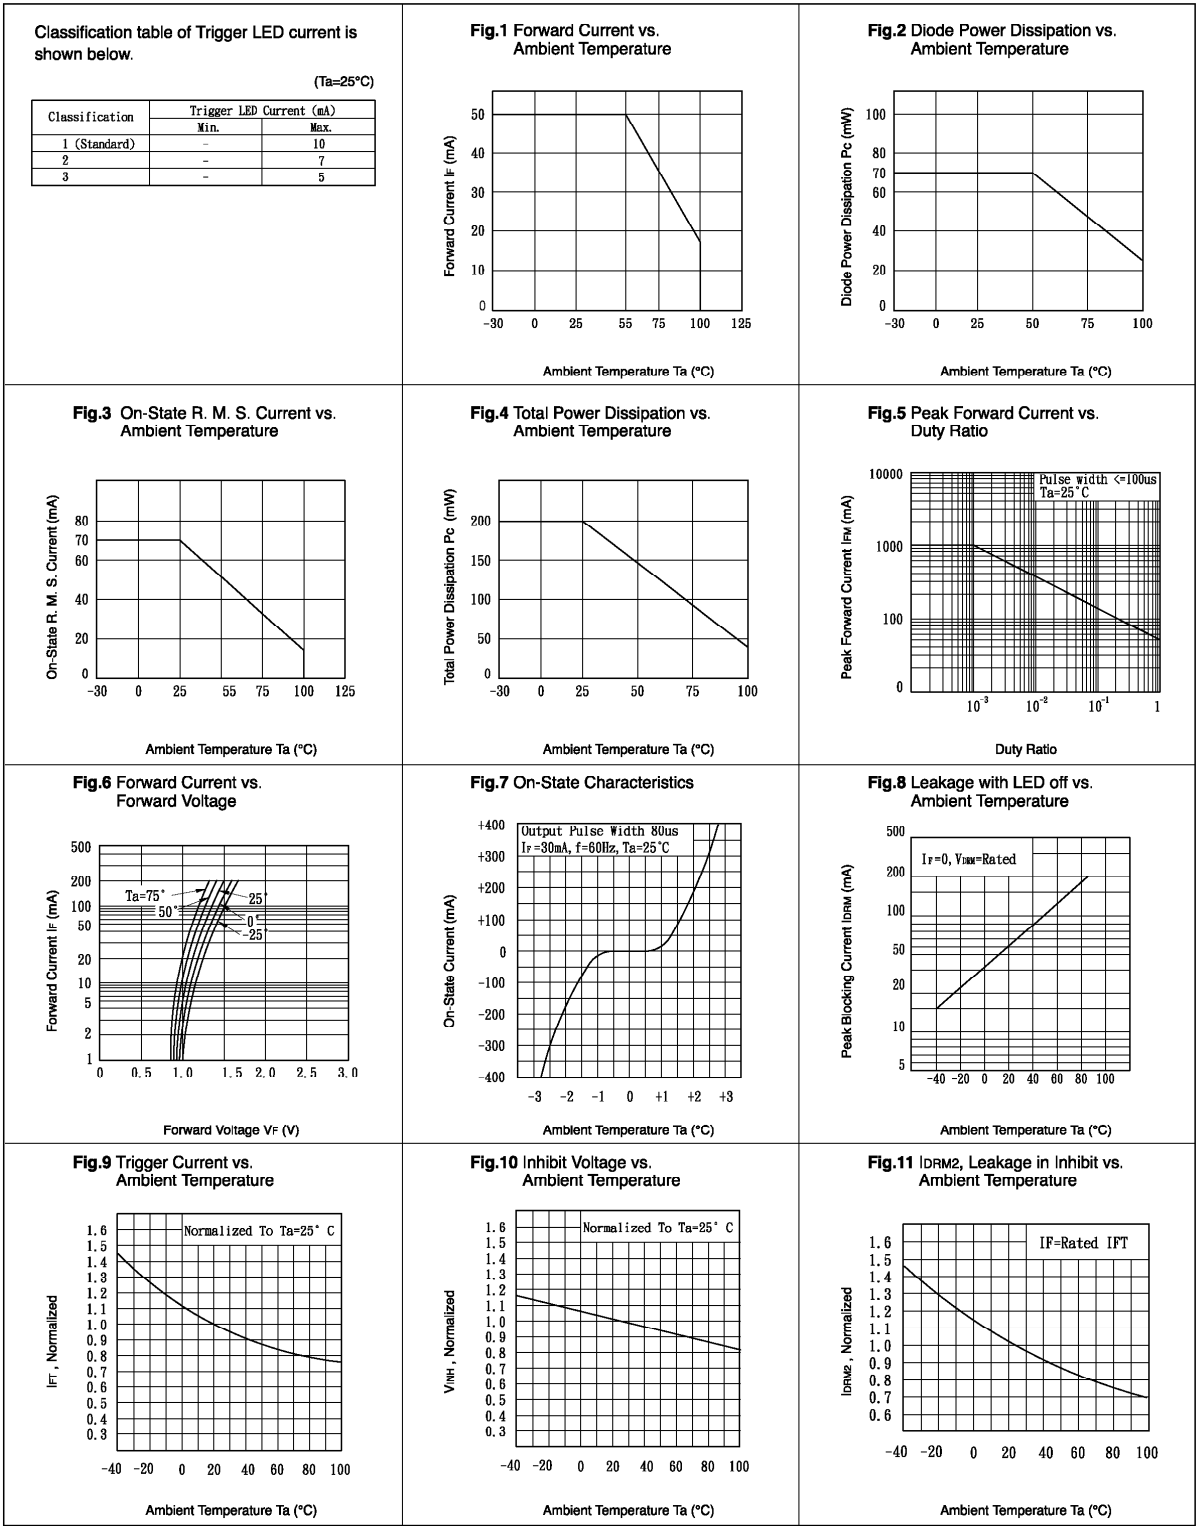 Classification table of Trigger LED current is
shown below.
(Ta=25°C)
Classification
Trigger LED Current (mA)
Min. Max.
1 (Standard) - 10
2 - 7
3 - 5
Fig.1 Forward Current vs.
Ambient Temperature
Forward Current IF (mA)
50
40
30
20
10
0
-30 0 25 55 75 100 125
Ambient Temperature Ta (°C)
Fig.2 Diode Power Dissipation vs.
Ambient Temperature
Diode Power Dissipation Pc (mW)
100
80
70
60
40
20
0
-30 0 25 50 75 100
Ambient Temperature Ta (°C)
Fig.3 On-State R. M. S. Current vs.
Ambient Temperature
On-State R. M. S. Current (mA)
80
70
60
40
20
0
-30 0 25 55 75 100 125
Ambient Temperature Ta (°C)
Fig.4 Total Power Dissipation vs.
Ambient Temperature
Total Power Dissipation Pc (mW)
200
150
100
50
0
-30 0 25 50 75 100
Ambient Temperature Ta (°C)
Fig.5 Peak Forward Current vs.
Duty Ratio
Peak Forward Current IFM (mA)
Pulse width <=100us
Ta=25°C
10000
1000
100
0
10-3 10-2 10-1 1
Duty Ratio
Fig.6 Forward Current vs.
Forward Voltage
Forward Current IF (mA)
500
200
100
50
20
10
5
2
1
Ta=75°
50°
25°
0°
-25°
0 0.5 1.0 1.5 2.0 2.5 3.0
Forward Voltage VF (V)
Fig.7 On-State Characteristics
On-State Current (mA)
Output Pulse Width 80us
IF=30mA, f=60Hz, Ta=25°C
+400
+300
+200
+100
0
-100
-200
-300
-400
-3 -2 -1 0 +1 +2 +3
Ambient Temperature Ta (°C)
Fig.8 Leakage with LED off vs.
Ambient Temperature
Peak Blocking Current IDRM (mA)
IF=0, VDRM=Rated
500
200
100
50
20
10
5
-40 -20 0 20 40 60 80 100
Ambient Temperature Ta (°C)
Fig.9 Trigger Current vs.
Ambient Temperature
IFT , Normalized
Normalized To Ta=25° C
1.6
1.5
1.4
1.3
1.2
1.1
1.0
0.9
0.8
0.7
0.6
0.5
0.4
0.3
-40 -20 0 20 40 60 80 100
Ambient Temperature Ta (°C)
Fig.10 Inhibit Voltage vs.
Ambient Temperature
VINH , Normalized
Normalized To Ta=25° C
1.6
1.5
1.4
1.3
1.2
1.1
1.0
0.9
0.8
0.7
0.6
0.5
0.4
0.3
-40 -20 0 20 40 60 80 100
Ambient Temperature Ta (°C)
Fig.11 IDRM2, Leakage in Inhibit vs.
Ambient Temperature
IDRM2 , Normalized
IF=Rated IFT
1.6
1.5
1.4
1.3
1.2
1.1
1.0
0.9
0.8
0.7
0.6
-40 -20 0 20 40 60 80 100
Ambient Temperature Ta (°C)